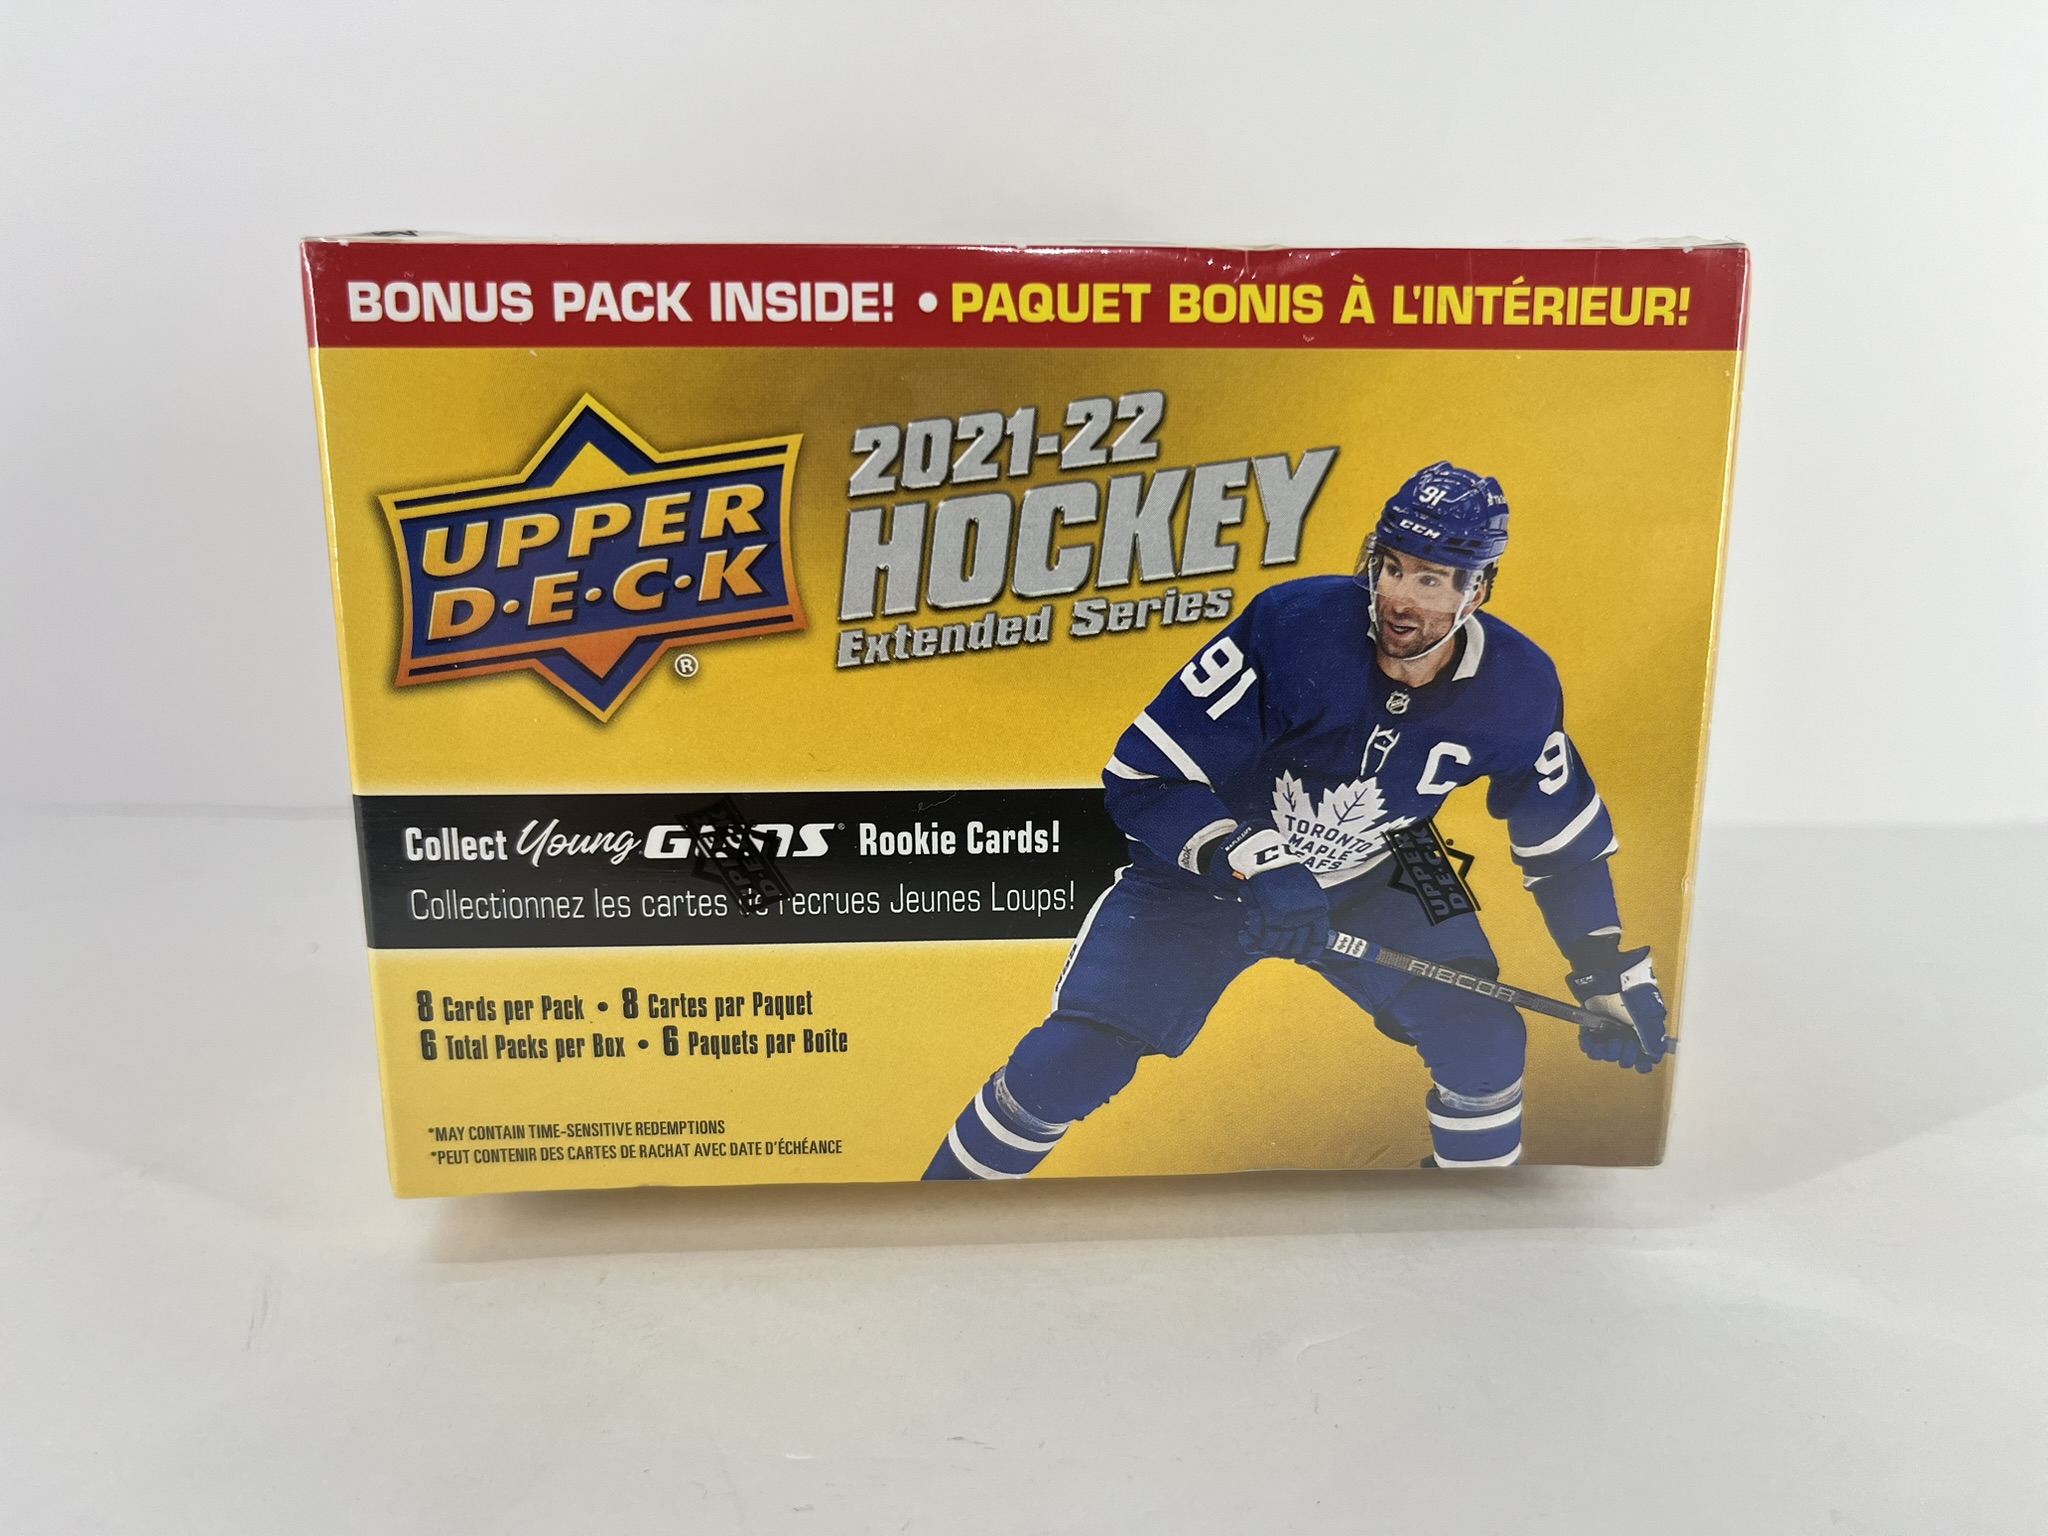 BONUS PACK INSIDE! • PAQUET BONIS À L'INTÉRIEUR!
UPPER
D·E·C·K
®
2021-22
HOCKEY
Extended Series
Collect Young GUNS® Rookie Cards!
Collectionnez les cartes de recrues Jeunes Loups!
8 Cards per Pack • 8 Cartes par Paquet
6 Total Packs per Box • 6 Paquets par Boîte
*MAY CONTAIN TIME-SENSITIVE REDEMPTIONS
*PEUT CONTENIR DES CARTES DE RACHAT AVEC DATE D'ÉCHÉANCE
91
CCM
91
C
91
TORONTO
MAPLE
LEAFS
UPPER
D·E·C·K
UPPER
D·E·C·K
RIBCOR